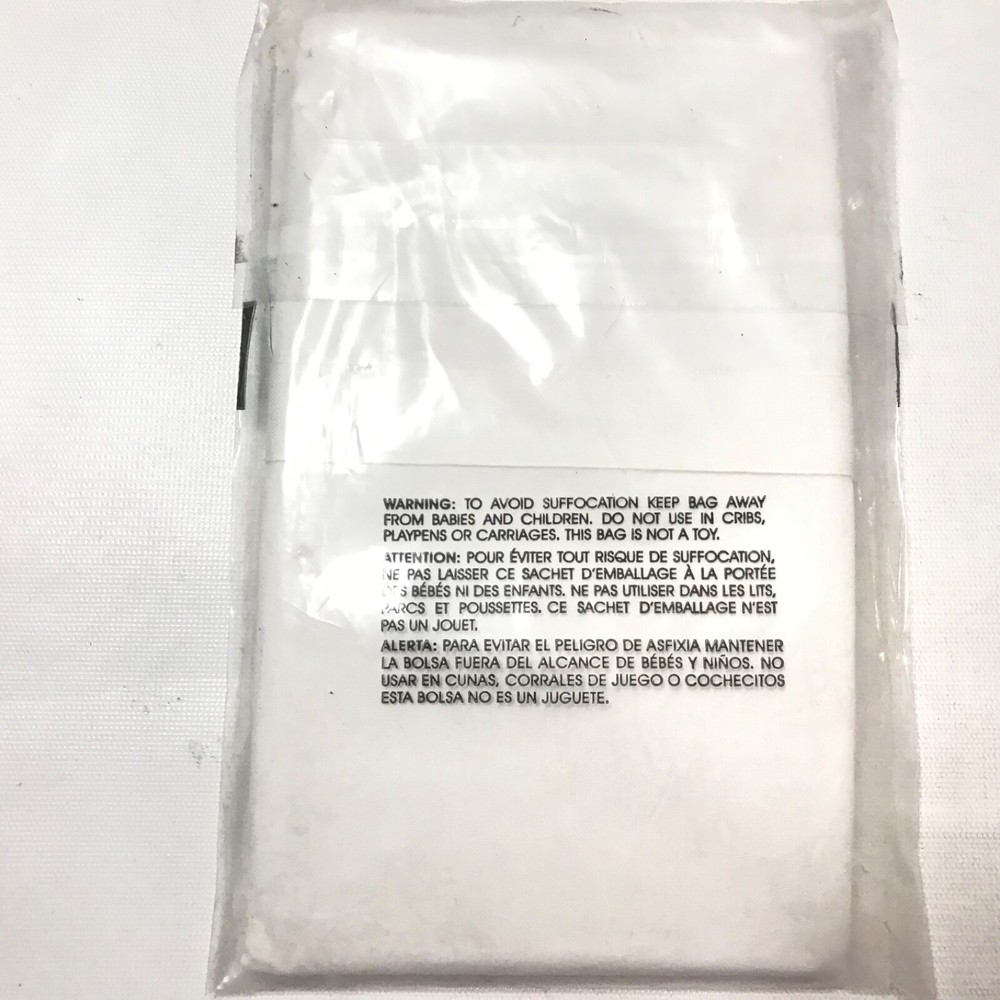 WARNING: TO AVOID SUFFOCATION KEEP BAG AWAY
FROM BABIES AND CHILDREN. DO NOT USE IN CRIBS,
PLAYPENS OR CARRIAGES. THIS BAG IS NOT A TOY.
ATTENTION: POUR ÉVITER TOUT RISQUE DE SUFFOCATION,
NE PAS LAISSER CE SACHET D'EMBALLAGE À LA PORTÉE
DES BÉBÉS NI DES ENFANTS. NE PAS UTILISER DANS LES LITS,
PARCS ET POUSSETTES. CE SACHET D'EMBALLAGE N'EST
PAS UN JOUET.
ALERTA: PARA EVITAR EL PELIGRO DE ASFIXIA MANTENER
LA BOLSA FUERA DEL ALCANCE DE BÉBÉS Y NIÑOS. NO
USAR EN CUNAS, CORRALES DE JUEGO O COCHECITOS
ESTA BOLSA NO ES UN JUGUETE.